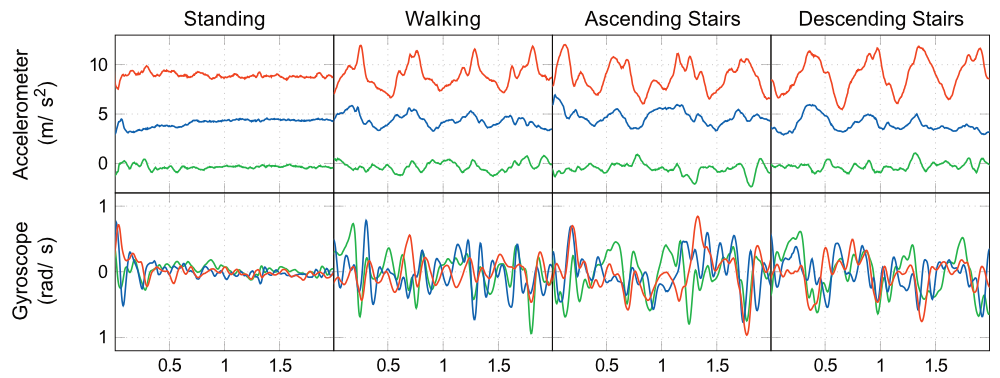 Standing Walking Ascending Stairs Descending Stairs
Accelerometer
(m/ s²)
10
5
0
Gyroscope
(rad/ s)
1
0
1
0.5 1 1.5 0.5 1 1.5 0.5 1 1.5 0.5 1 1.5